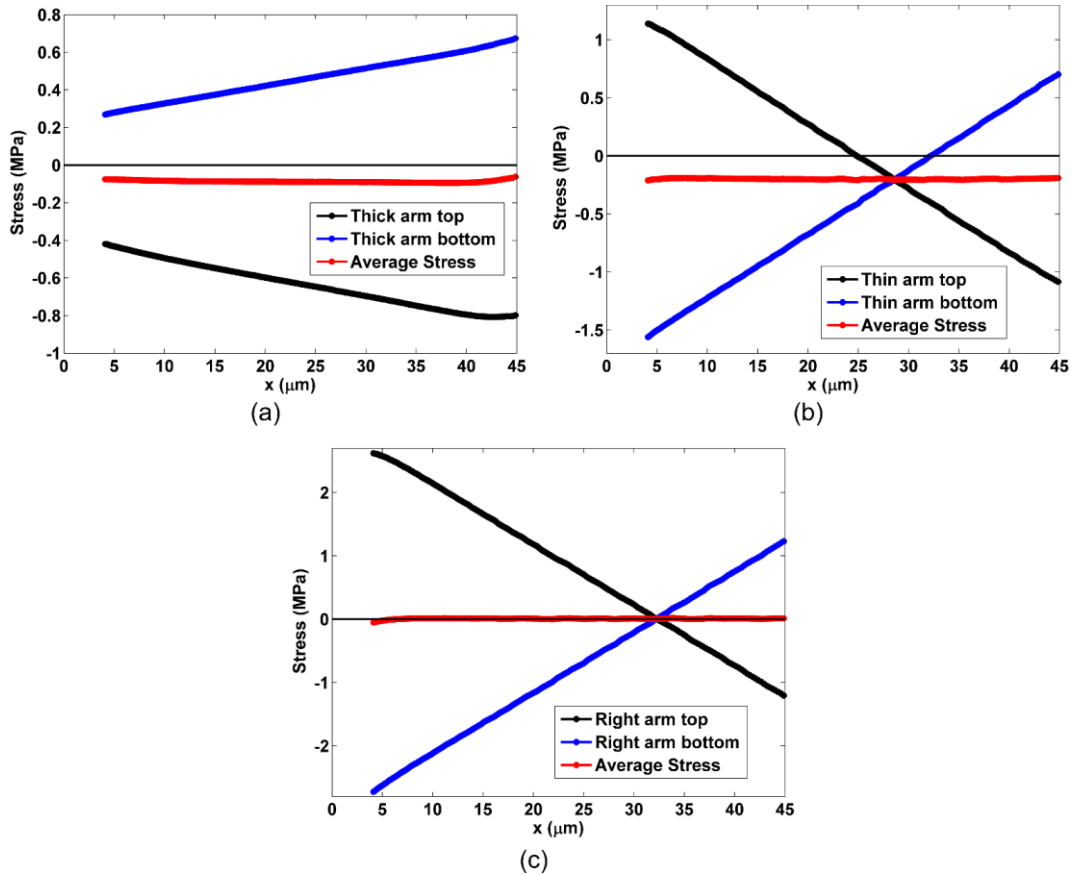 0.8
0.6
0.4
0.2
0
-0.2
-0.4
-0.6
-0.8
-1
Stress (MPa)
Thick arm top
Thick arm bottom
Average Stress
0 5 10 15 20 25 30 35 40 45
x (μm)
(a)
1
0.5
0
-0.5
-1
-1.5
Stress (MPa)
Thin arm top
Thin arm bottom
Average Stress
0 5 10 15 20 25 30 35 40 45
x (μm)
(b)
2
1
0
-1
-2
Stress (MPa)
Right arm top
Right arm bottom
Average Stress
0 5 10 15 20 25 30 35 40 45
x (μm)
(c)